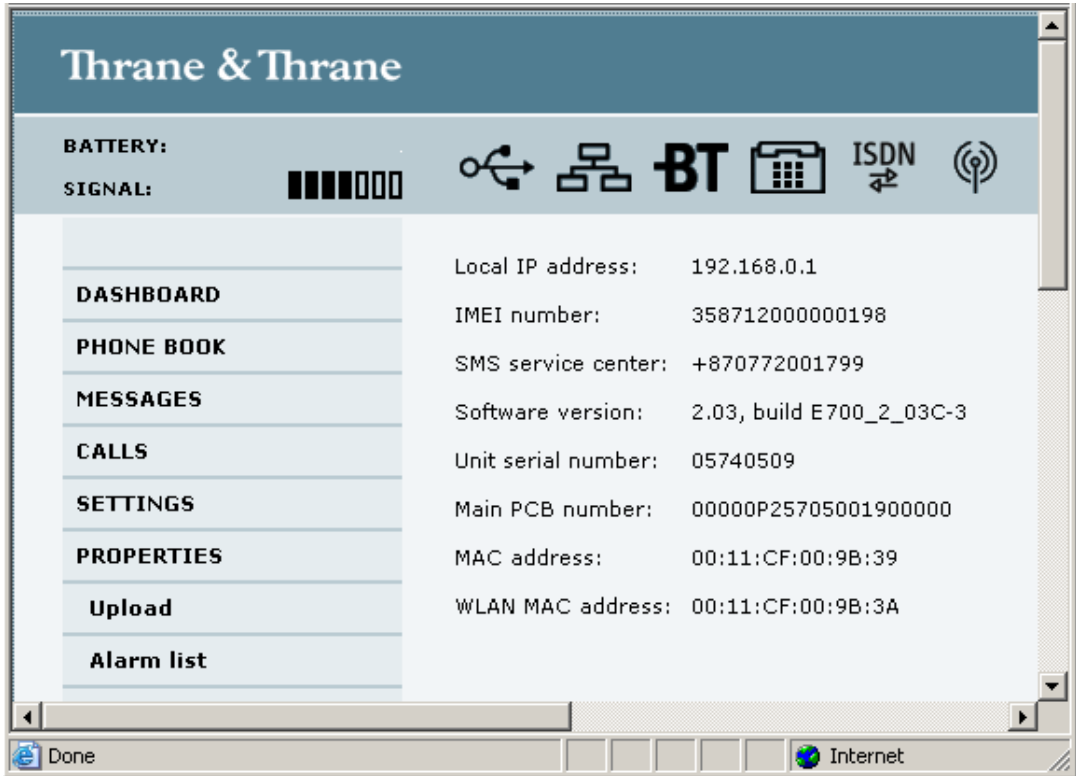 Thrane & Thrane
BATTERY:
SIGNAL:
BT
ISDN
DASHBOARD
PHONE BOOK
MESSAGES
CALLS
SETTINGS
PROPERTIES
Upload
Alarm list
Local IP address: 192.168.0.1
IMEI number: 358712000000198
SMS service center: +870772001799
Software version: 2.03, build E700_2_03C-3
Unit serial number: 05740509
Main PCB number: 00000P25705001900000
MAC address: 00:11:CF:00:9B:39
WLAN MAC address: 00:11:CF:00:9B:3A
Done
Internet